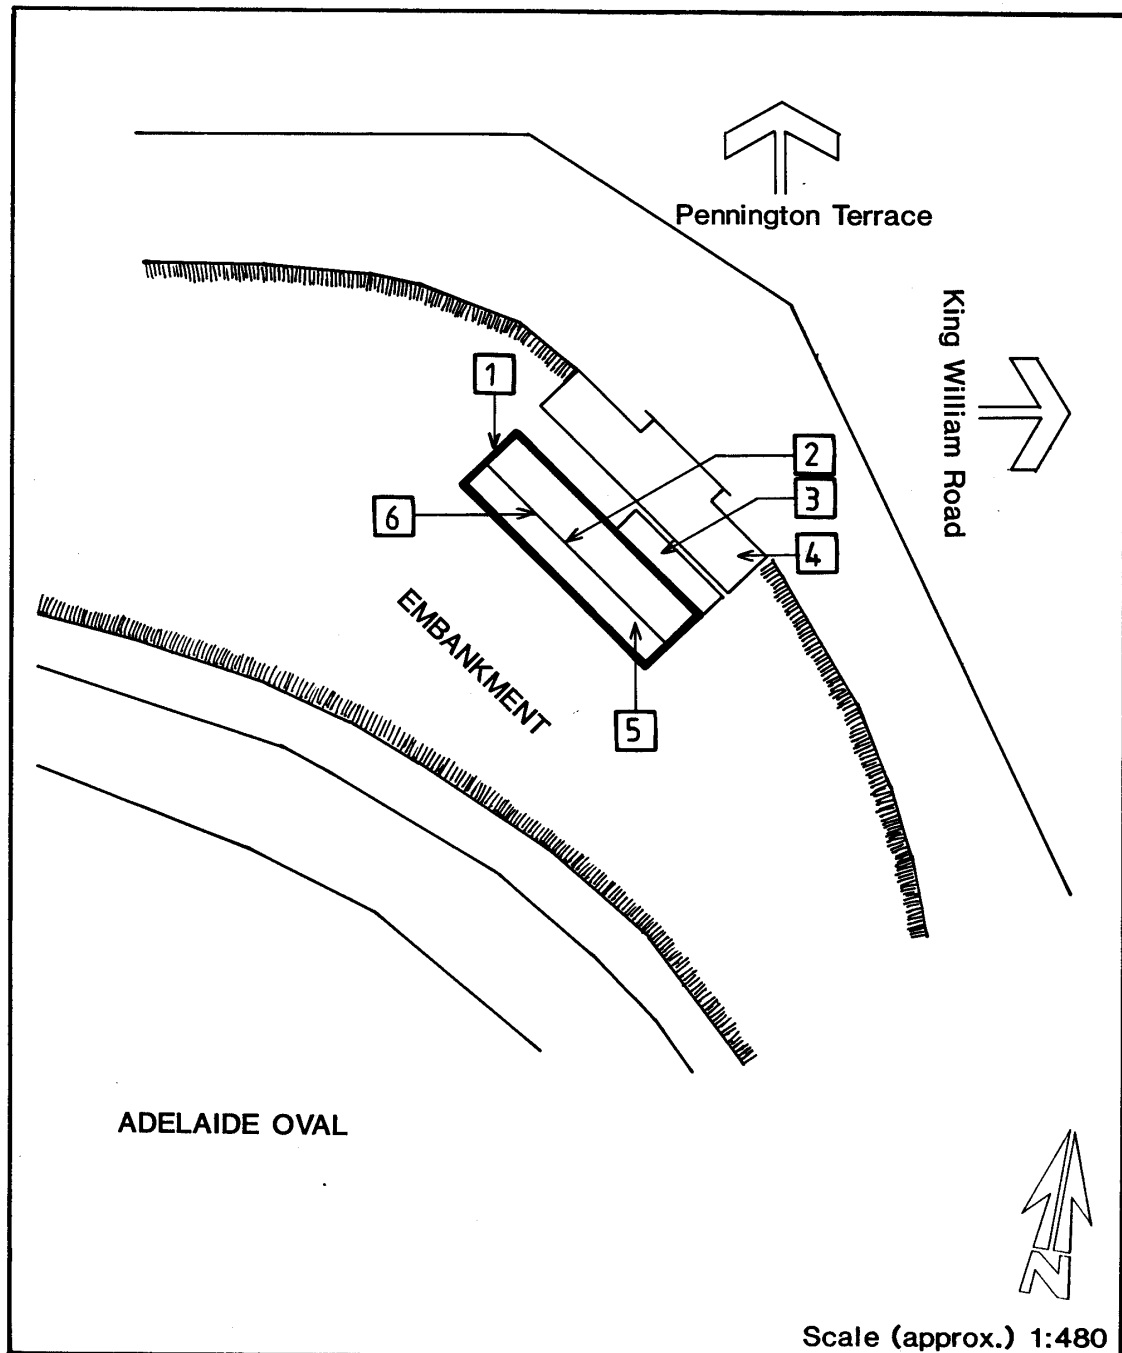 Pennington Terrace
King William Road
1
2
3
4
5
6
EMBANKMENT
ADELAIDE OVAL
N
Scale (approx.) 1:480